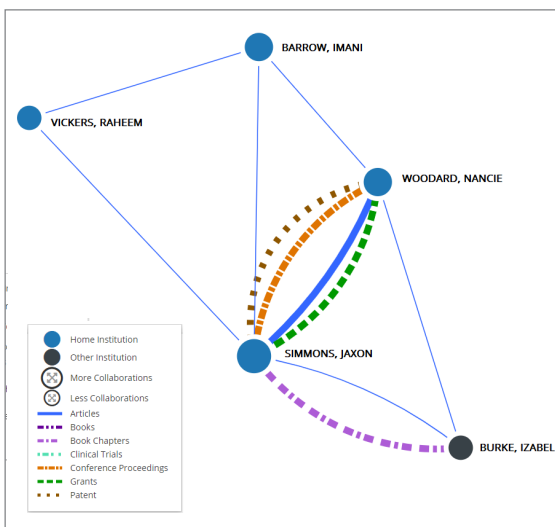 BARROW, IMANI
VICKERS, RAHEEM
WOODARD, NANCIE
SIMMONS, JAXON
BURKE, IZABEL
Home Institution
Other Institution
More Collaborations
Less Collaborations
Articles
Books
Book Chapters
Clinical Trials
Conference Proceedings
Grants
Patent